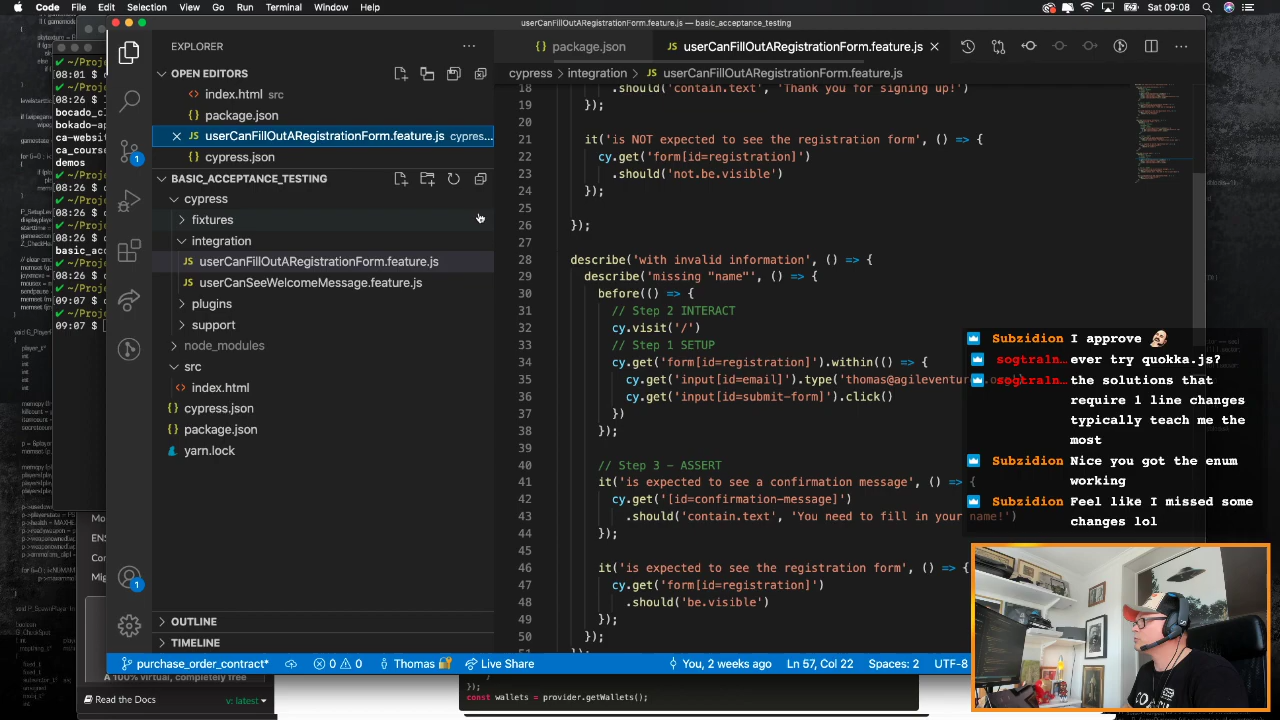 Code File Edit Selection View Go Run Terminal Window Help
Sat 09:08
userCanFillOutARegistrationForm.feature.js — basic_acceptance_testing
EXPLORER
OPEN EDITORS
index.html src
package.json
userCanFillOutARegistrationForm.feature.js cypres...
cypress.json
BASIC_ACCEPTANCE_TESTING
cypress
fixtures
integration
userCanFillOutARegistrationForm.feature.js
userCanSeeWelcomeMessage.feature.js
plugins
support
node_modules
src
index.html
cypress.json
package.json
yarn.lock
OUTLINE
TIMELINE
package.json
userCanFillOutARegistrationForm.feature.js
cypress > integration > JS userCanFillOutARegistrationForm.feature.js
18 .should('contain.text', 'Thank you for signing up!')
19 });
20
21 it('is NOT expected to see the registration form', () => {
22 cy.get('form[id=registration]')
23 .should('not.be.visible')
24 });
25
26 });
27
28 describe('with invalid information', () => {
29 describe('missing "name"', () => {
30 before(() => {
31 // Step 2 INTERACT
32 cy.visit('/')
33 // Step 1 SETUP
34 cy.get('form[id=registration]').within(() => {
35 cy.get('input[id=email]').type('thomas@agileventur
36 cy.get('input[id=submit-form]').click()
37 })
38 });
39
40 // Step 3 - ASSERT
41 it('is expected to see a confirmation message', () => {
42 cy.get('[id=confirmation-message]')
43 .should('contain.text', 'You need to fill in your name!')
44 });
45
46 it('is expected to see the registration form', () => {
47 cy.get('form[id=registration]')
48 .should('be.visible')
49 });
50 });
Subzidion I approve
sogtra1n… ever try quokka.js?
sogtra1n… the solutions that
require 1 line changes
typically teach me the
most
Subzidion Nice you got the enum
working
Subzidion Feel like I missed some
changes lol
purchase_order_contract* 0 0 Thomas Live Share You, 2 weeks ago Ln 57, Col 22 Spaces: 2 UTF-8
Read the Docs v: latest
});
const wallets = provider.getWallets();